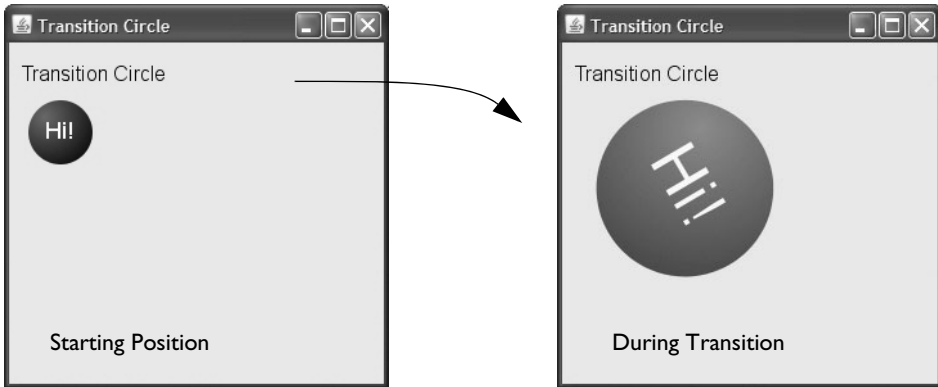 Transition Circle
Transition Circle
Hi!
Starting Position
Transition Circle
Transition Circle
Hi!
During Transition